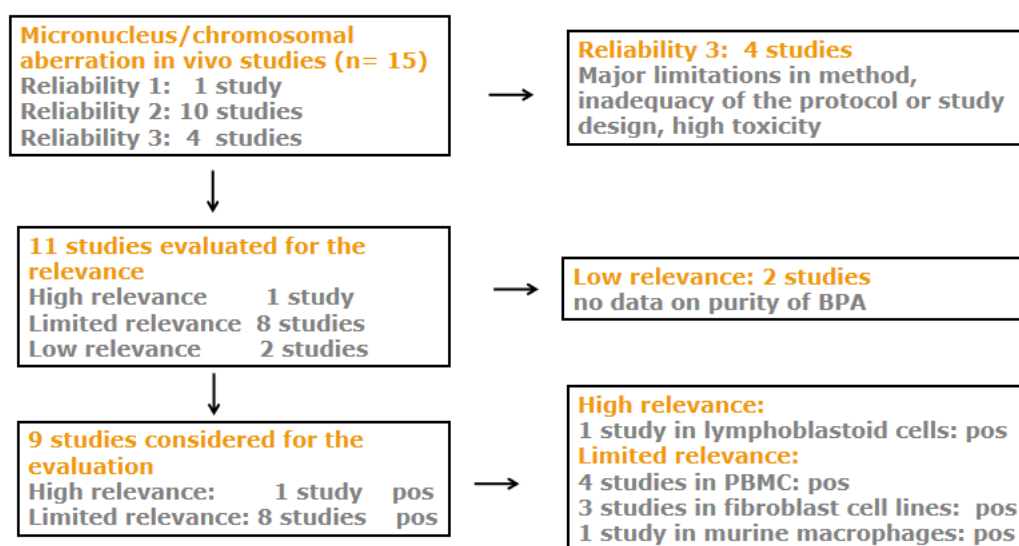 Micronucleus/chromosomal
aberration in vivo studies (n= 15)
Reliability 1: 1 study
Reliability 2: 10 studies
Reliability 3: 4 studies
Reliability 3: 4 studies
Major limitations in method,
inadequacy of the protocol or study
design, high toxicity
11 studies evaluated for the
relevance
High relevance 1 study
Limited relevance 8 studies
Low relevance 2 studies
Low relevance: 2 studies
no data on purity of BPA
9 studies considered for the
evaluation
High relevance: 1 study pos
Limited relevance: 8 studies pos
High relevance:
1 study in lymphoblastoid cells: pos
Limited relevance:
4 studies in PBMC: pos
3 studies in fibroblast cell lines: pos
1 study in murine macrophages: pos